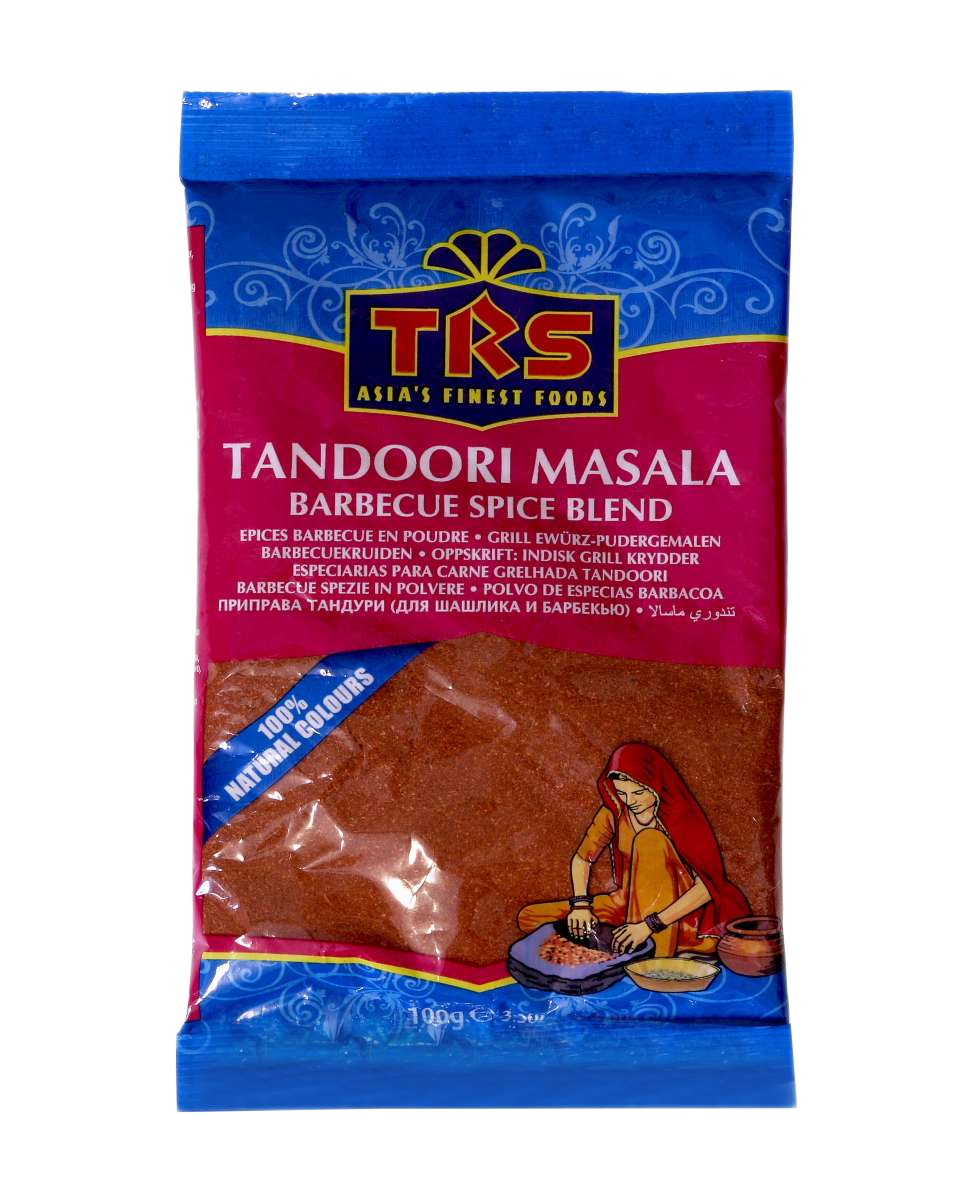 TRS
ASIA'S FINEST FOODS
TANDOORI MASALA
BARBECUE SPICE BLEND
EPICES BARBECUE EN POUDRE • GRILL EWÜRZ-PUDERGEMALEN
BARBECUEKRUIDEN • OPPSKRIFT: INDISK GRILL KRYDDER
ESPECIARIAS PARA CARNE GRELHADA TANDOORI
BARBECUE SPEZIE IN POLVERE • POLVO DE ESPECIAS BARBACOA
ПРИПРАВА ТАНДУРИ (ДЛЯ ШАШЛИКА И БАРБЕКЬЮ) • تندوري ماسالا
100%
NATURAL COLOURS
100g ℮